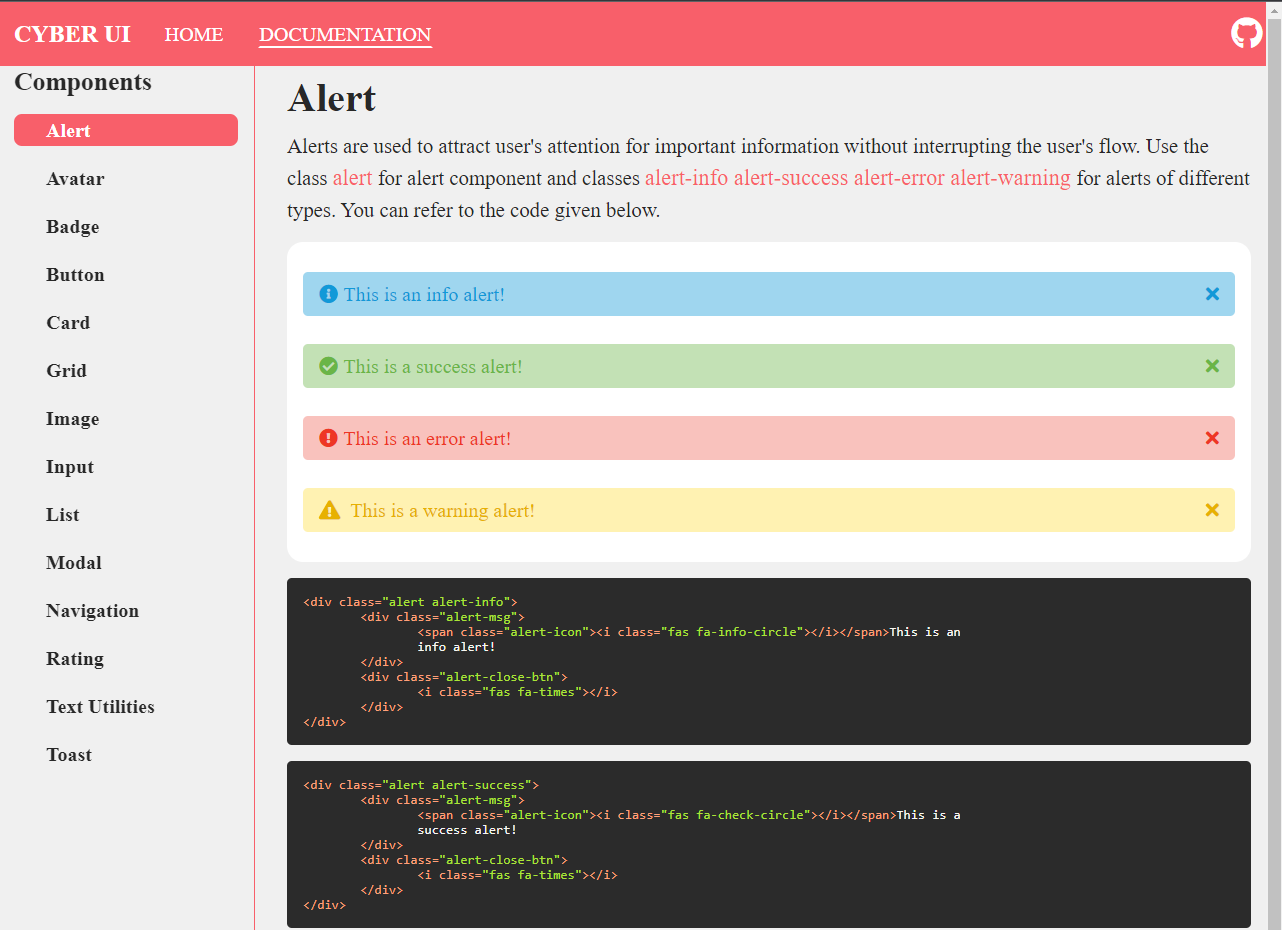 CYBER UI HOME DOCUMENTATION
Components
Alert
Avatar
Badge
Button
Card
Grid
Image
Input
List
Modal
Navigation
Rating
Text Utilities
Toast
Alert
Alerts are used to attract user's attention for important information without interrupting the user's flow. Use the
class alert for alert component and classes alert-info alert-success alert-error alert-warning for alerts of different
types. You can refer to the code given below.
This is an info alert!
This is a success alert!
This is an error alert!
This is a warning alert!
<div class="alert alert-info">
<div class="alert-msg">
<span class="alert-icon"><i class="fas fa-info-circle"></i></span>This is an
info alert!
</div>
<div class="alert-close-btn">
<i class="fas fa-times"></i>
</div>
</div>
<div class="alert alert-success">
<div class="alert-msg">
<span class="alert-icon"><i class="fas fa-check-circle"></i></span>This is a
success alert!
</div>
<div class="alert-close-btn">
<i class="fas fa-times"></i>
</div>
</div>